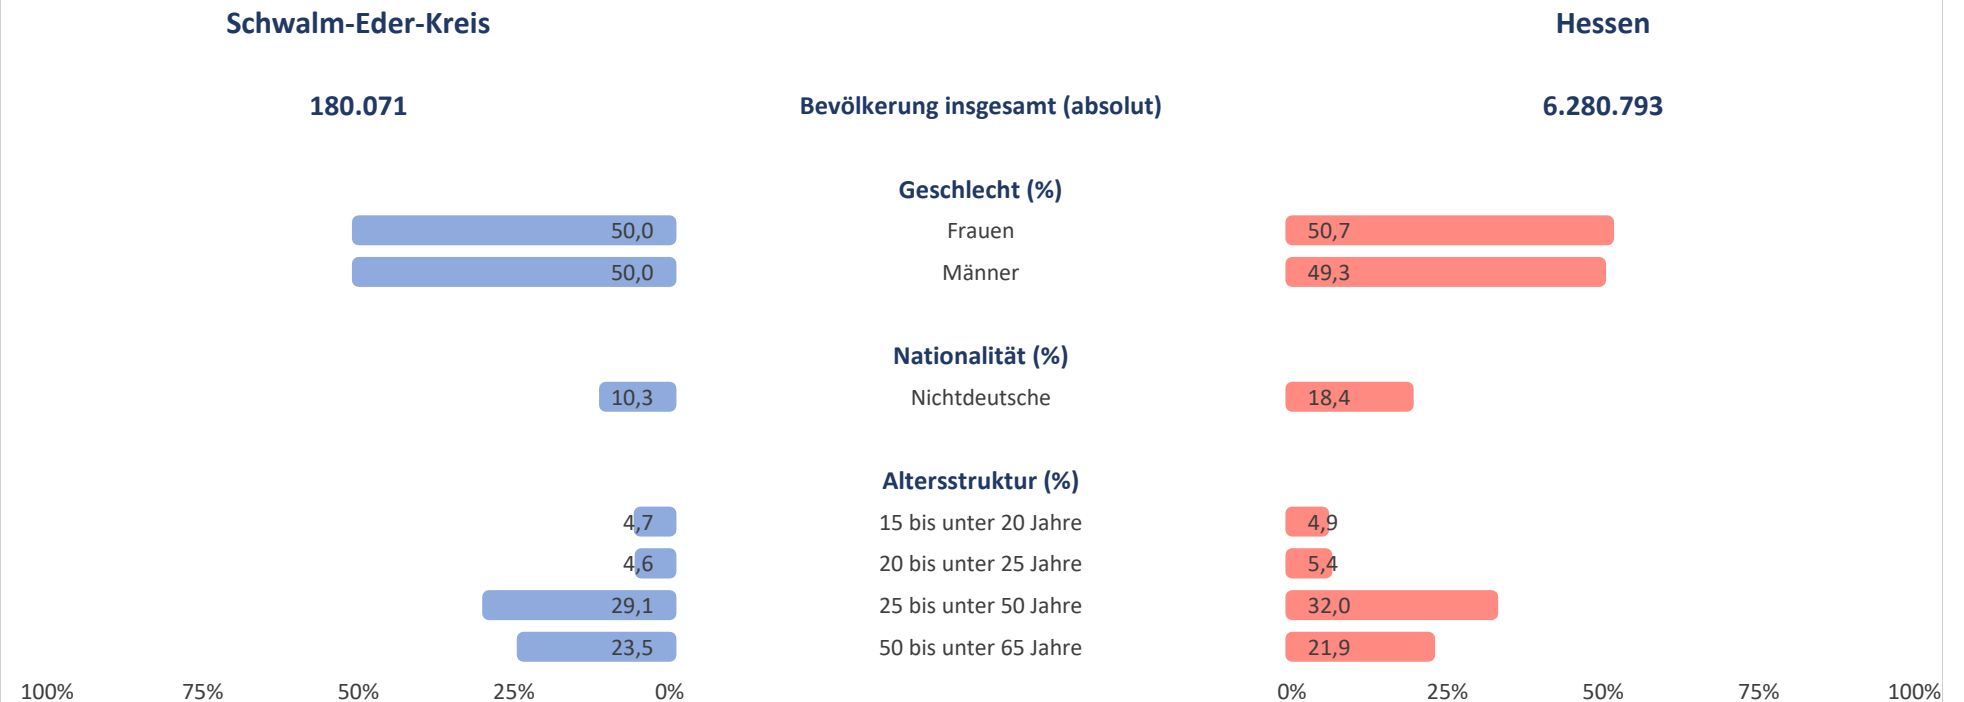 Schwalm-Eder-Kreis Hessen
180.071 Bevölkerung insgesamt (absolut) 6.280.793
Geschlecht (%)
50,0 Frauen 50,7
50,0 Männer 49,3
Nationalität (%)
10,3 Nichtdeutsche 18,4
Altersstruktur (%)
4,7 15 bis unter 20 Jahre 4,9
4,6 20 bis unter 25 Jahre 5,4
29,1 25 bis unter 50 Jahre 32,0
23,5 50 bis unter 65 Jahre 21,9
100% 75% 50% 25% 0% 0% 25% 50% 75% 100%